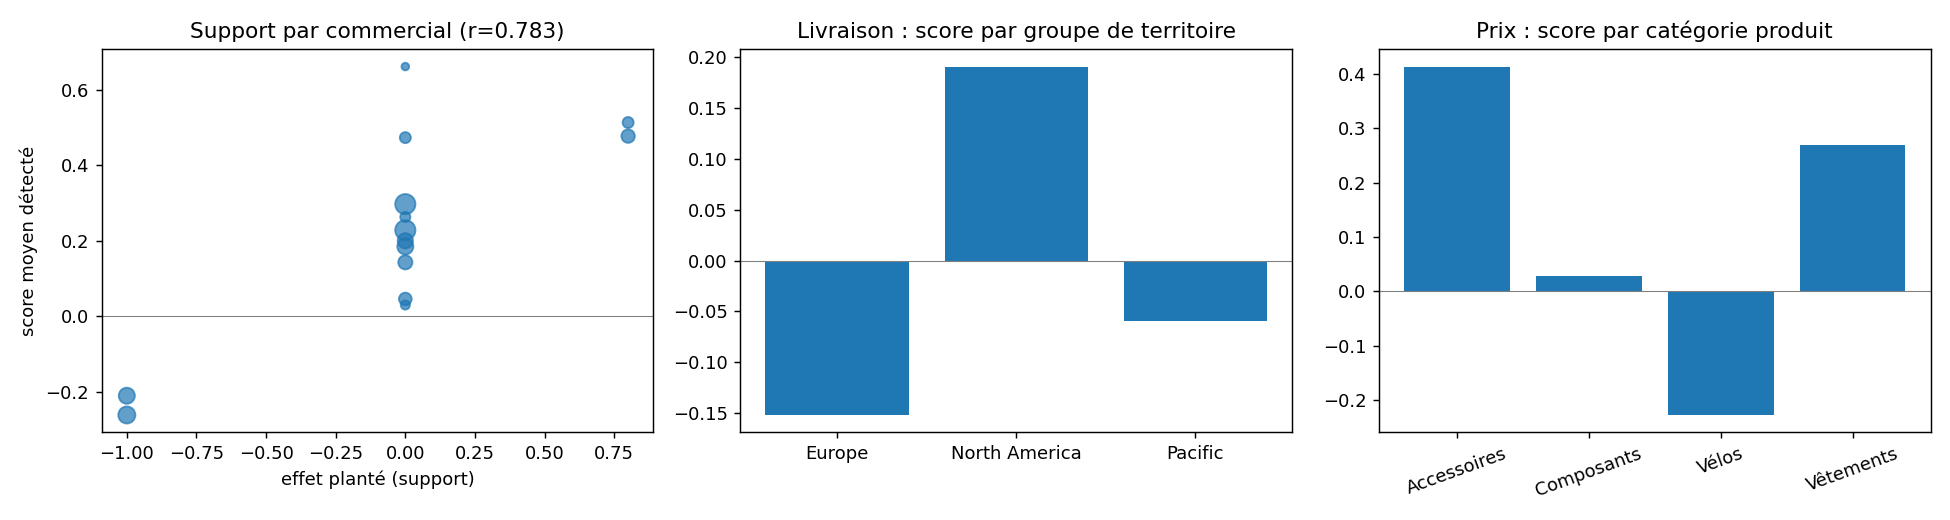 Support par commercial (r=0.783)
score moyen détecté
0.6
0.4
0.2
0.0
−0.2
−1.00 −0.75 −0.50 −0.25 0.00 0.25 0.50 0.75
effet planté (support)
Livraison : score par groupe de territoire
0.20
0.15
0.10
0.05
0.00
−0.05
−0.10
−0.15
Europe North America Pacific
Prix : score par catégorie produit
0.4
0.3
0.2
0.1
0.0
−0.1
−0.2
Accessoires Composants Vélos Vêtements